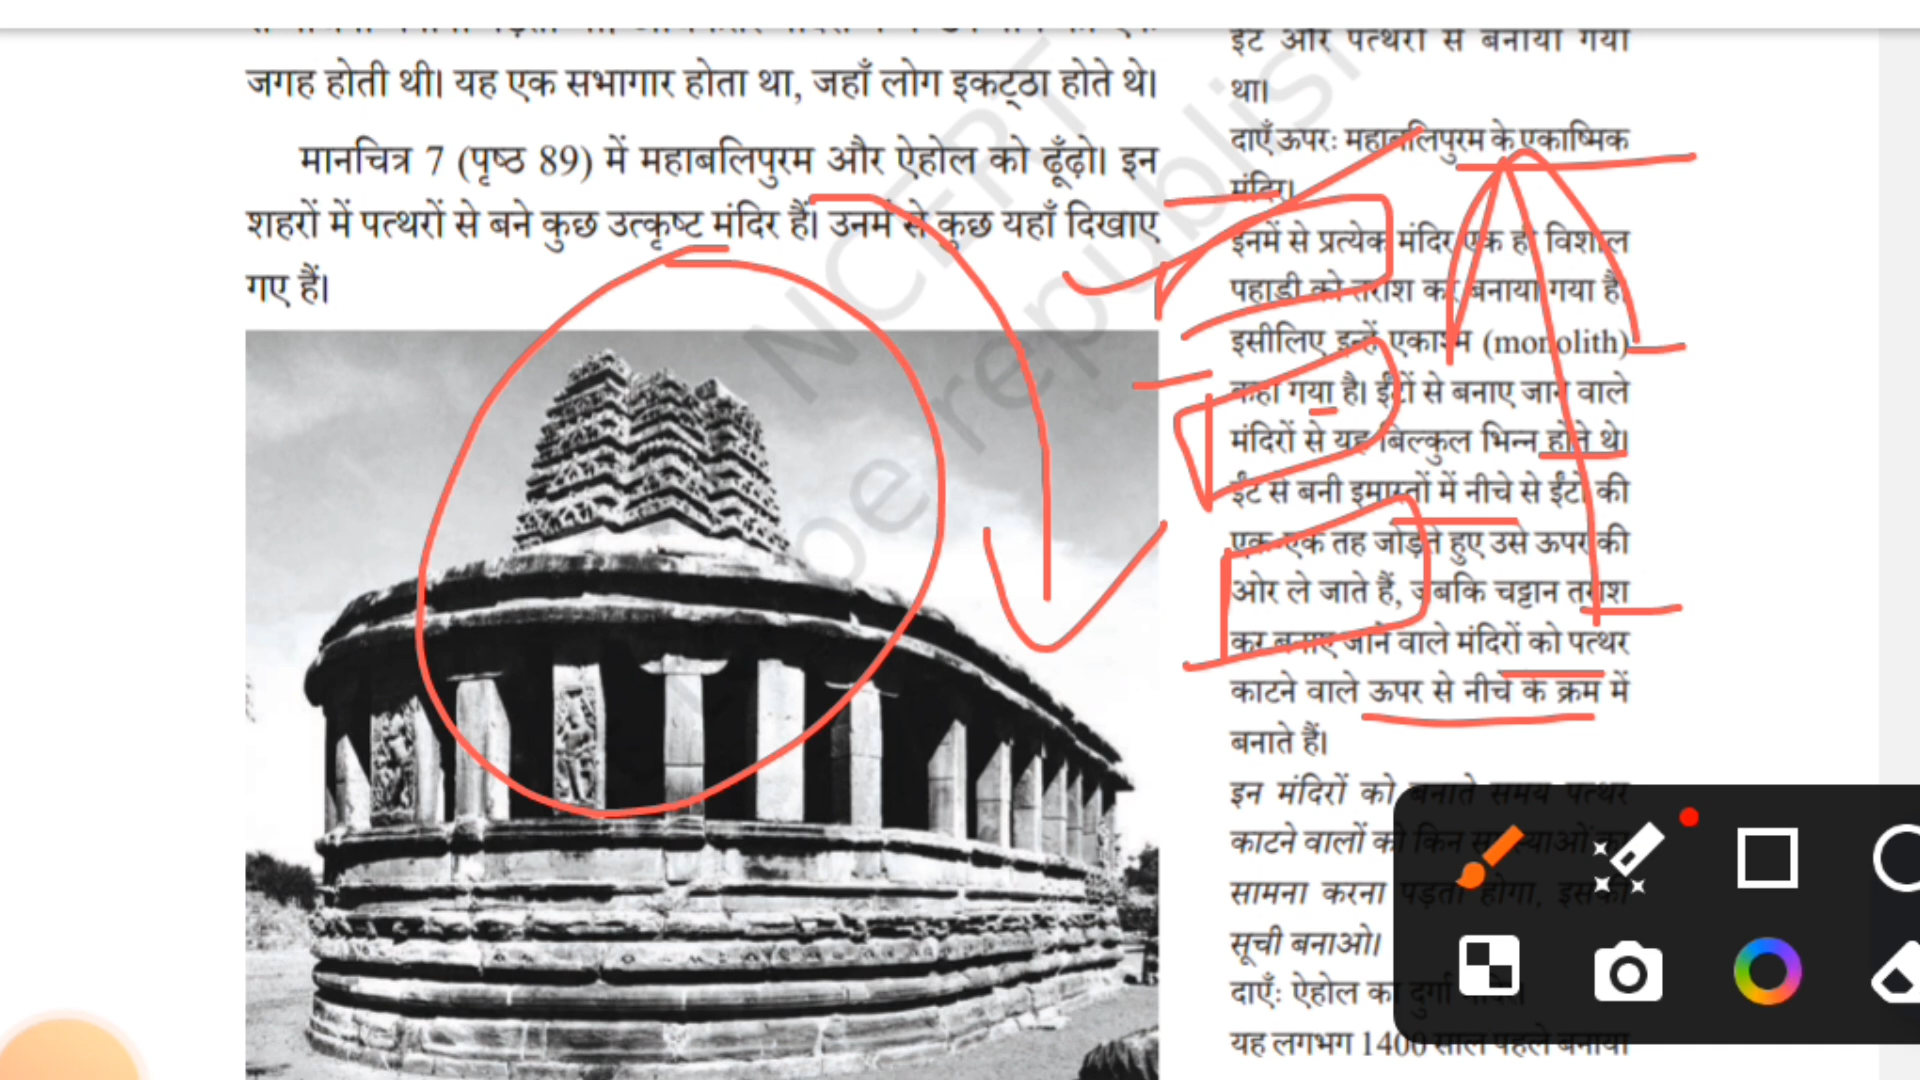 जगह होती थी। यह एक सभागार होता था, जहाँ लोग इकट्ठा होते थे।
मानचित्र 7 (पृष्ठ 89) में महाबलिपुरम और ऐहोल को ढूँढ़ो। इन
शहरों में पत्थरों से बने कुछ उत्कृष्ट मंदिर हैं। उनमें से कुछ यहाँ दिखाए
गए हैं।
ईंट और पत्थरों से बनाया गया
था।
दाएँ ऊपर: महाबलिपुरम के एकाष्मिक
मंदिर।
इनमें से प्रत्येक मंदिर एक ही विशाल
पहाड़ी को तराश कर बनाया गया है।
इसीलिए इन्हें एकाश्म (monolith)
कहा गया है। ईंटों से बनाए जाने वाले
मंदिरों से यह बिल्कुल भिन्न होते थे।
ईंट से बनी इमारतों में नीचे से ईंटों की
एक-एक तह जोड़ते हुए उसे ऊपर की
ओर ले जाते हैं, जबकि चट्टान तराश
कर बनाए जाने वाले मंदिरों को पत्थर
काटने वाले ऊपर से नीचे के क्रम में
बनाते हैं।
इन मंदिरों को बनाते समय पत्थर
काटने वालों को किन समस्याओं का
सामना करना पड़ता होगा, इसकी
सूची बनाओ।
दाएँ: ऐहोल का दुर्गा मंदिर।
यह लगभग 1400 साल पहले बनाया
NCERT
be republish